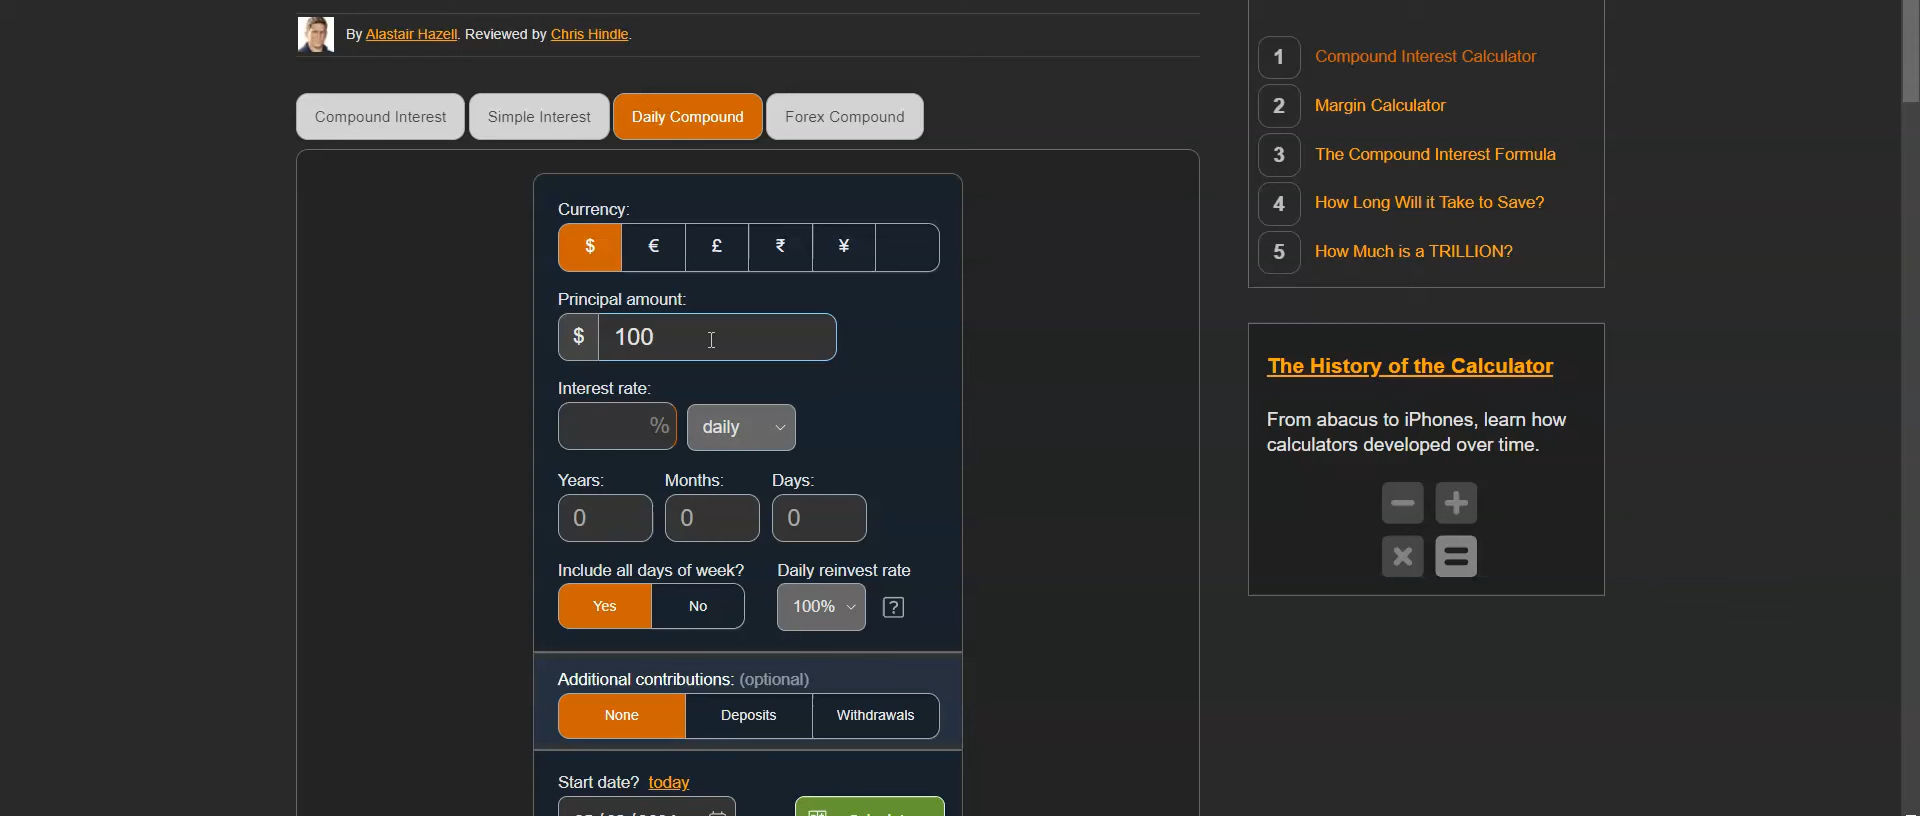 By Alastair Hazell. Reviewed by Chris Hindle.
Compound Interest
Simple Interest
Daily Compound
Forex Compound
Currency:
$
€
£
₹
¥
Principal amount:
$ 100
Interest rate:
%
daily
Years:
Months:
Days:
0
0
0
Include all days of week?
Yes
No
Daily reinvest rate
100%
?
Additional contributions: (optional)
None
Deposits
Withdrawals
Start date? today
1 Compound Interest Calculator
2 Margin Calculator
3 The Compound Interest Formula
4 How Long Will it Take to Save?
5 How Much is a TRILLION?
The History of the Calculator
From abacus to iPhones, learn how
calculators developed over time.